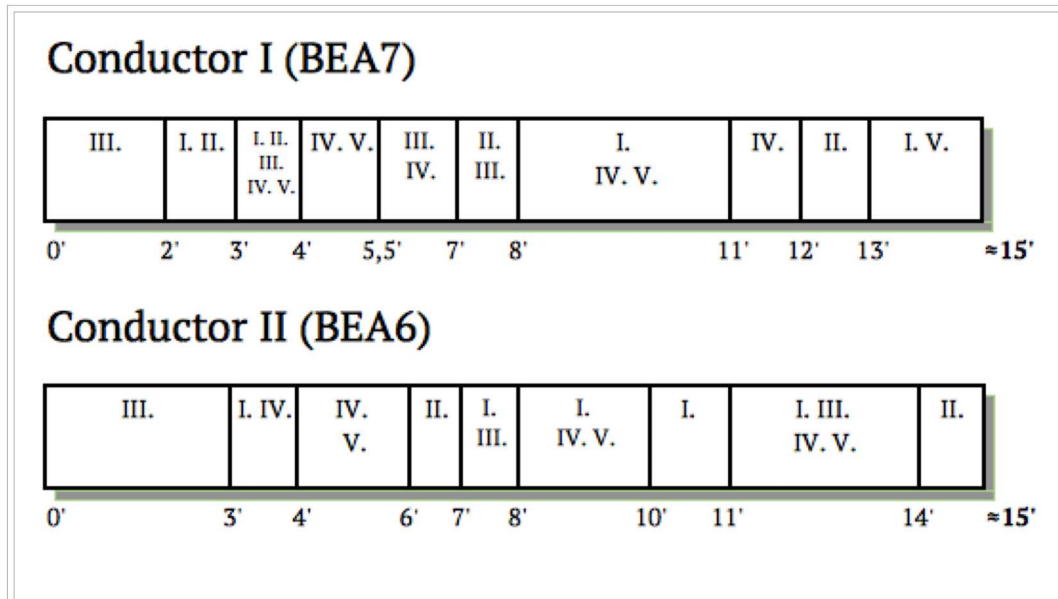 Conductor I (BEA7)
III. I. II. I. II. IV. V. III. II. I. IV. II. I. V.
III. IV. III. IV. V.
IV. V.
0' 2' 3' 4' 5,5' 7' 8' 11' 12' 13' ≈15'
Conductor II (BEA6)
III. I. IV. IV. II. I. I. I. I. III. II.
V. III. IV. V. IV. V.
0' 3' 4' 6' 7' 8' 10' 11' 14' ≈15'